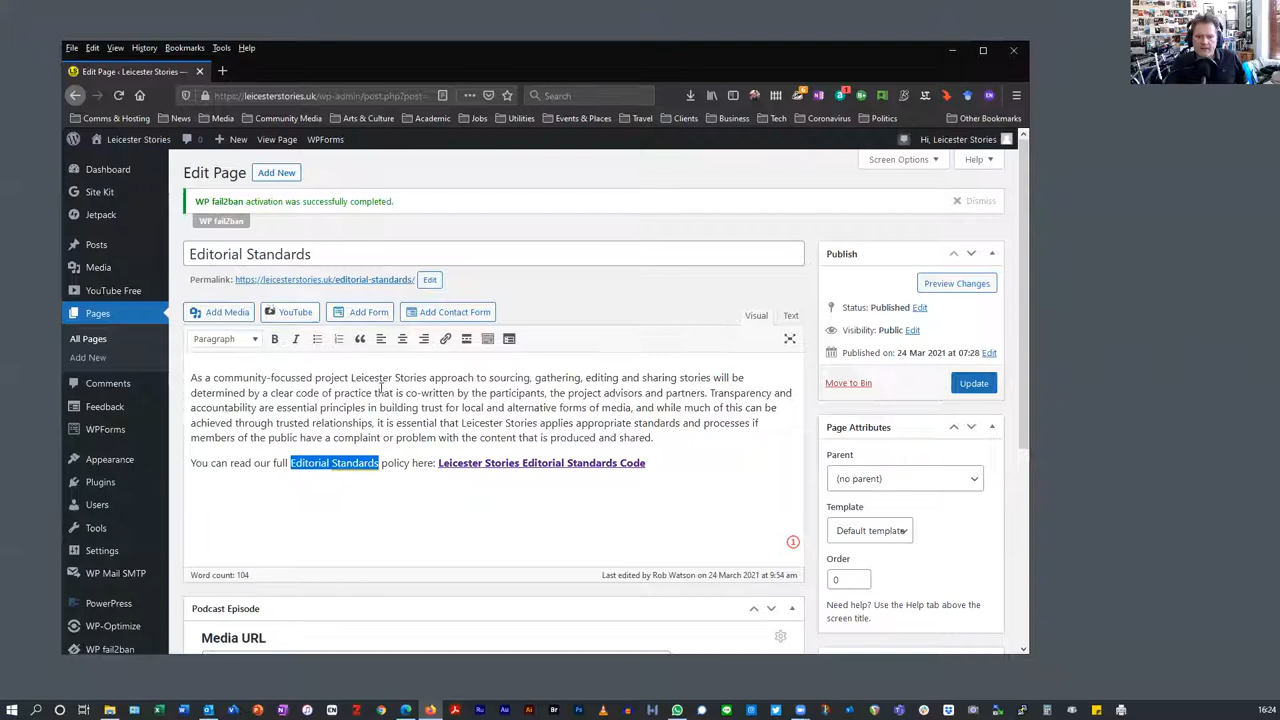 File Edit View History Bookmarks Tools Help
Edit Page ‹ Leicester Stories —
https://leicesterstories.uk/wp-admin/post.php?post=
Search
Comms & Hosting News Media Community Media Arts & Culture Academic Jobs Utilities Events & Places Travel Clients Business Tech Coronavirus Politics Other Bookmarks
Leicester Stories 0 New View Page WPForms Hi, Leicester Stories
Screen Options Help
Dashboard
Site Kit
Jetpack
Posts
Media
YouTube Free
Pages
All Pages
Add New
Comments
Feedback
WPForms
Appearance
Plugins
Users
Tools
Settings
WP Mail SMTP
PowerPress
WP-Optimize
WP fail2ban
Edit Page Add New
WP fail2ban activation was successfully completed. Dismiss
WP fail2ban
Editorial Standards
Permalink: https://leicesterstories.uk/editorial-standards/ Edit
Add Media YouTube Add Form Add Contact Form
Visual Text
Paragraph B I
As a community-focussed project Leicester Stories approach to sourcing, gathering, editing and sharing stories will be
determined by a clear code of practice that is co-written by the participants, the project advisors and partners. Transparency and
accountability are essential principles in building trust for local and alternative forms of media, and while much of this can be
achieved through trusted relationships, it is essential that Leicester Stories applies appropriate standards and processes if
members of the public have a complaint or problem with the content that is produced and shared.
You can read our full Editorial Standards policy here: Leicester Stories Editorial Standards Code
1
Word count: 104 Last edited by Rob Watson on 24 March 2021 at 9:54 am
Podcast Episode
Media URL
Publish
Preview Changes
Status: Published Edit
Visibility: Public Edit
Published on: 24 Mar 2021 at 07:28 Edit
Move to Bin Update
Page Attributes
Parent
(no parent)
Template
Default template
Order
0
Need help? Use the Help tab above the
screen title.
16:24